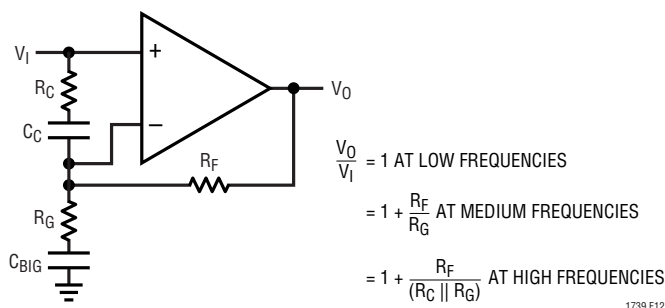 V_I
+
−
V_O
R_C
C_C
R_F
R_G
C_BIG
V_O/V_I = 1 AT LOW FREQUENCIES
= 1 + R_F/R_G AT MEDIUM FREQUENCIES
= 1 + R_F/(R_C || R_G) AT HIGH FREQUENCIES
1739 F12